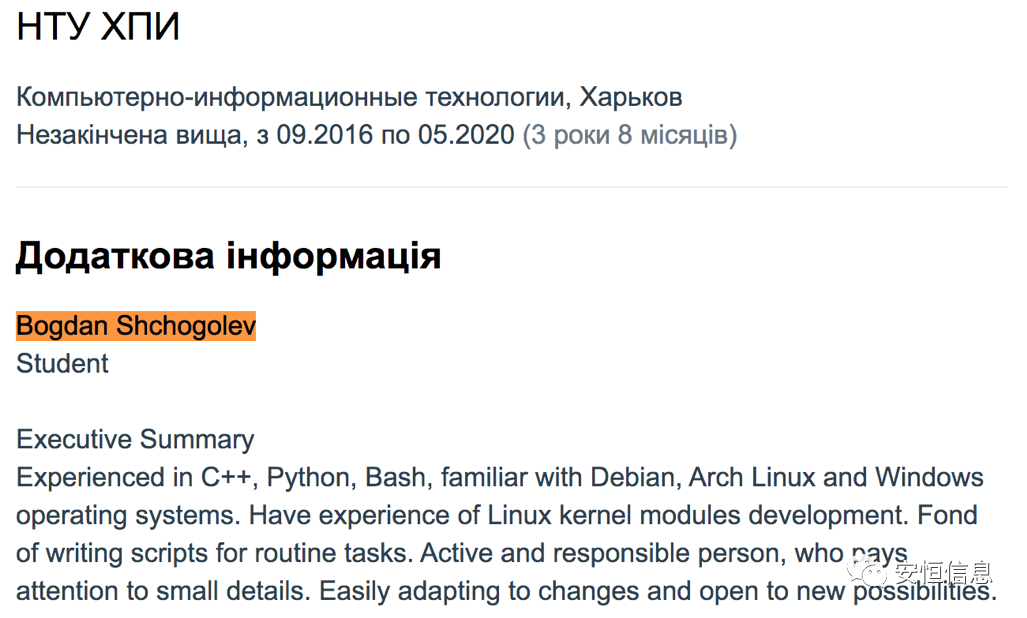 НТУ ХПИ
Компьютерно-информационные технологии, Харьков
Незакінчена вища, з 09.2016 по 05.2020 (3 роки 8 місяців)
Додаткова інформація
Bogdan Shchogolev
Student
Executive Summary
Experienced in C++, Python, Bash, familiar with Debian, Arch Linux and Windows
operating systems. Have experience of Linux kernel modules development. Fond
of writing scripts for routine tasks. Active and responsible person, who pays
attention to small details. Easily adapting to changes and open to new possibilities.
安恒信息